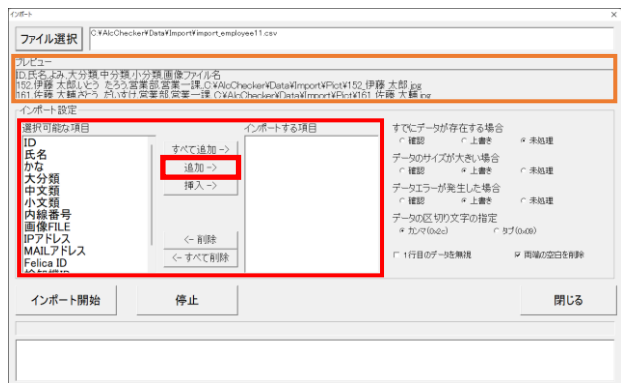 インポート
ファイル選択
C:¥AlcChecker¥Data¥Import¥import_employee11.csv
プレビュー
ID,氏名,よみ,大分類,中分類,小分類,画像ファイル名
152,伊藤 太郎,いとう たろう,営業部,営業一課,,C:¥AlcChecker¥Data¥Import¥Pict¥152_伊藤 太郎.jpg
161,佐藤 大輔,さとう だいすけ,営業部,営業一課,,C:¥AlcChecker¥Data¥Import¥Pict¥161_佐藤 大輔.jpg
インポート設定
選択可能な項目
ID
氏名
かな
大分類
中文類
小文類
内線番号
画像FILE
IPアドレス
MAILアドレス
Felica ID
すべて追加 ->
追加 ->
挿入 ->
<- 削除
<- すべて削除
インポートする項目
すでにデータが存在する場合
確認 上書き 未処理
データのサイズが大きい場合
確認 上書き 未処理
データエラーが発生した場合
確認 上書き 未処理
データの区切り文字の指定
カンマ(0x2c) タブ(0x09)
1行目のデータを無視 両端の空白を削除
インポート開始
停止
閉じる